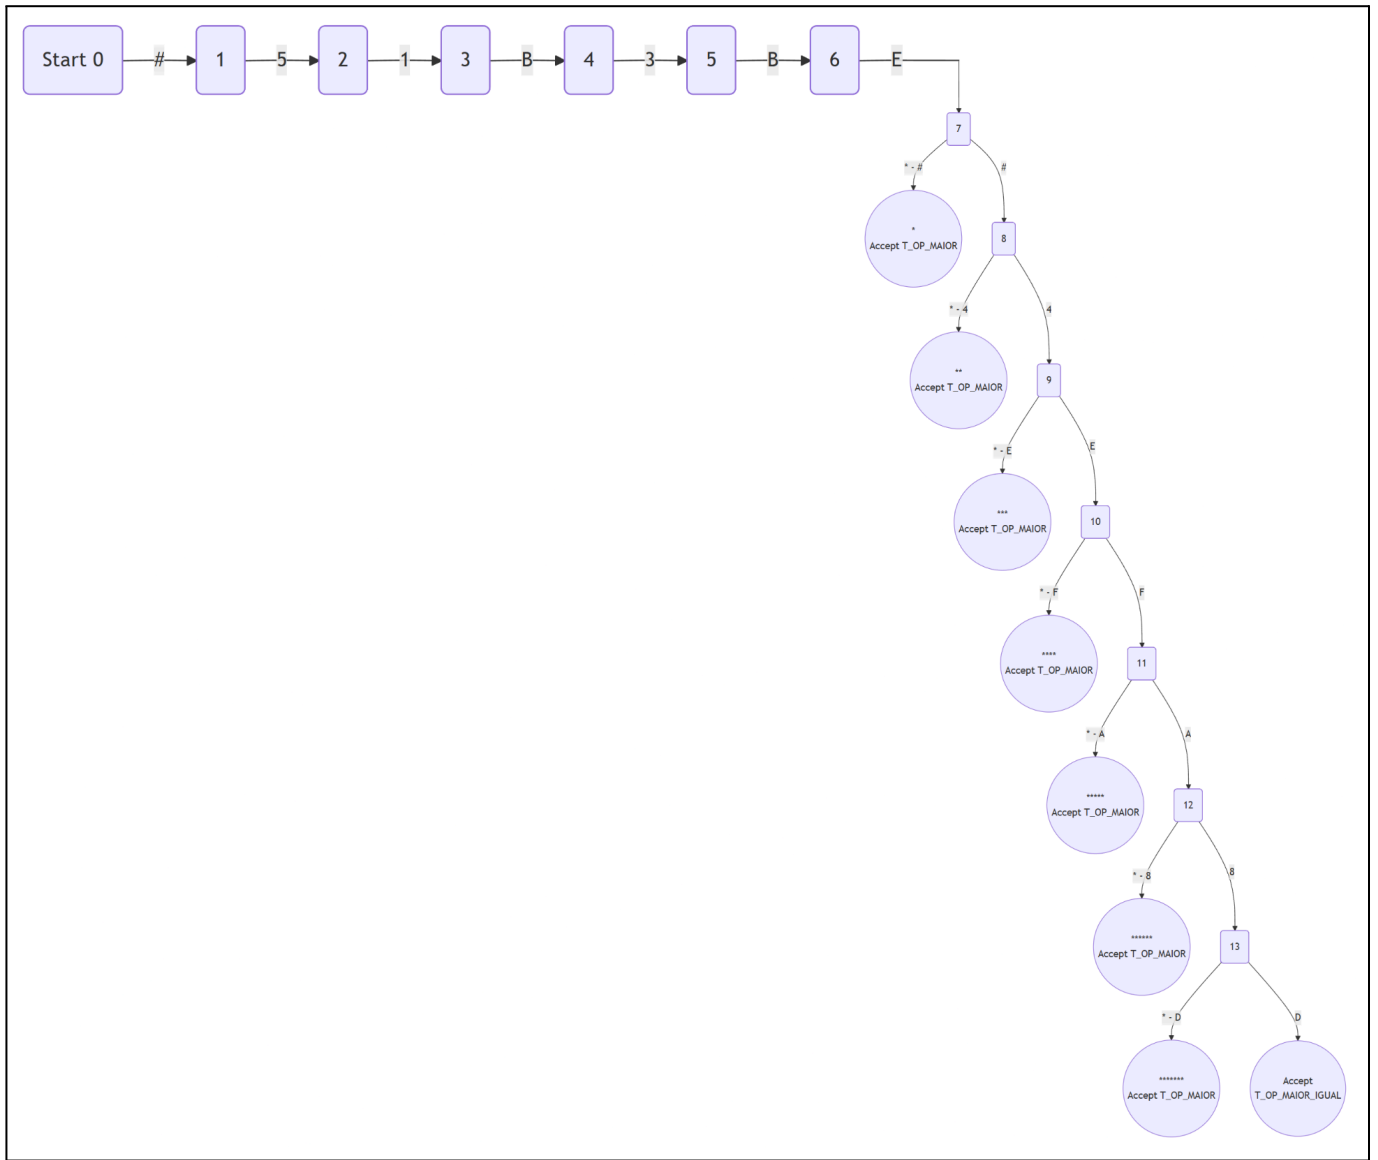 Start 0 # 1 5 2 1 3 B 4 3 5 B 6 E
7
* - # #
*
Accept T_OP_MAIOR
8
* - 4 4
**
Accept T_OP_MAIOR
9
* - E E
***
Accept T_OP_MAIOR
10
* - F F
****
Accept T_OP_MAIOR
11
* - A A
*****
Accept T_OP_MAIOR
12
* - 8 8
******
Accept T_OP_MAIOR
13
* - D D
*******
Accept T_OP_MAIOR
Accept
T_OP_MAIOR_IGUAL